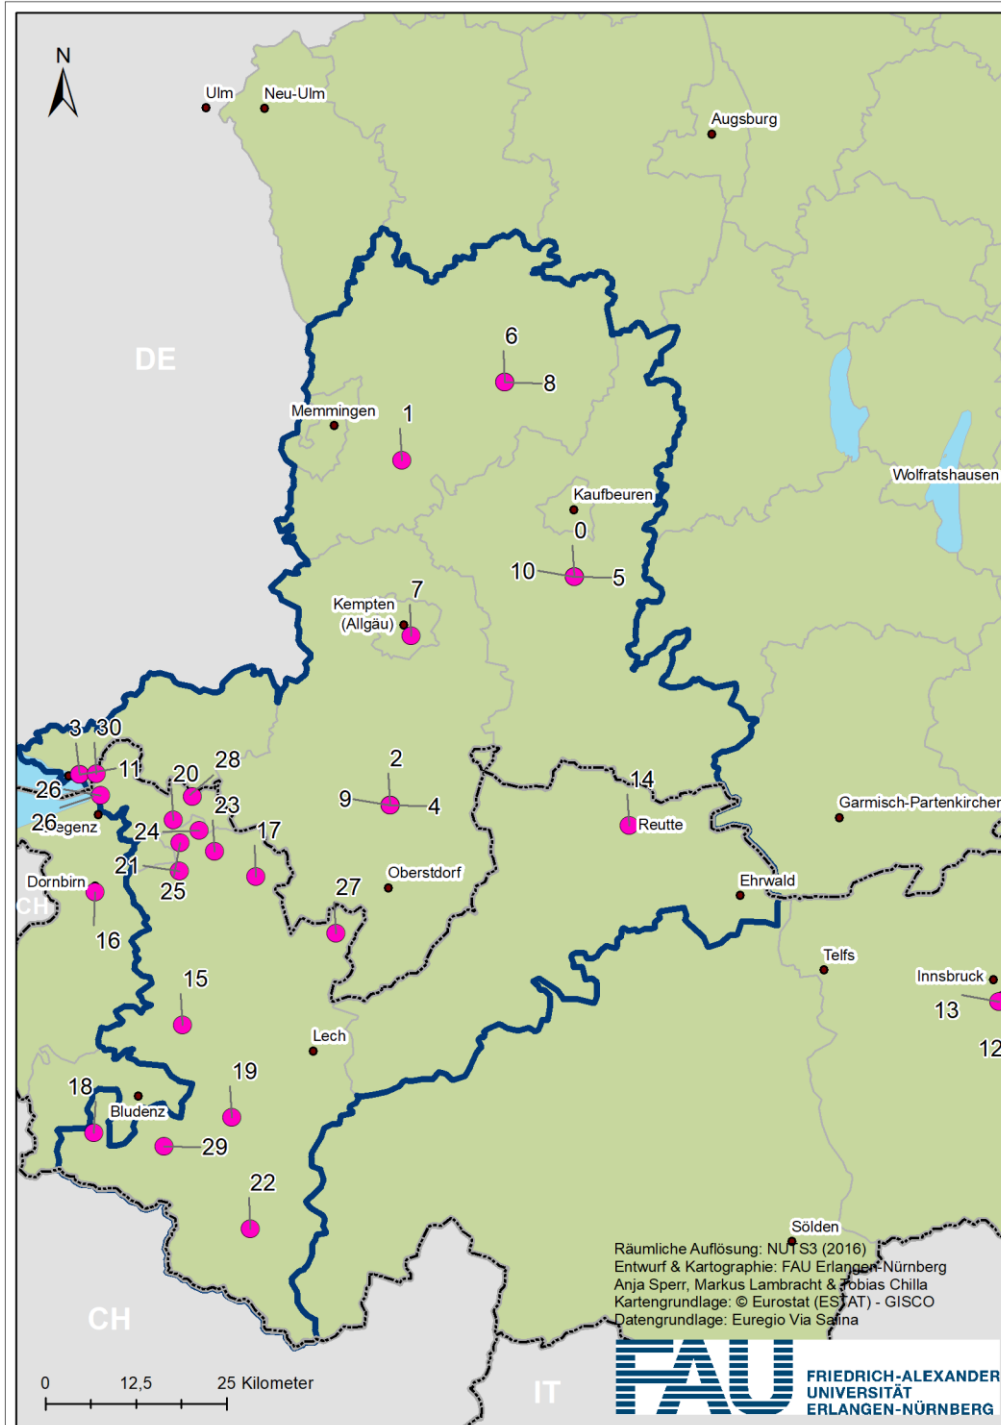 N
Ulm
Neu-Ulm
Augsburg
6
DE
8
Memmingen
1
Wolfratshausen
Kaufbeuren
0
10
5
7
Kempten
(Allgäu)
3
30
11
20
28
2
14
26
23
9
4
Garmisch-Partenkirchen
26
egenz
24
17
Reutte
21
25
Dornbirn
27
Oberstdorf
Ehrwald
CH
16
Telfs
15
Innsbruck
13
Lech
12
19
18
Bludenz
29
22
Sölden
Räumliche Auflösung: NUTS3 (2016)
Entwurf & Kartographie: FAU Erlangen-Nürnberg
Anja Sperr, Markus Lambracht & Tobias Chilla
Kartengrundlage: © Eurostat (ESTAT) - GISCO
Datengrundlage: Euregio Via Salina
CH
0 12,5 25 Kilometer
IT
FAU
FRIEDRICH-ALEXANDER
UNIVERSITÄT
ERLANGEN-NÜRNBERG